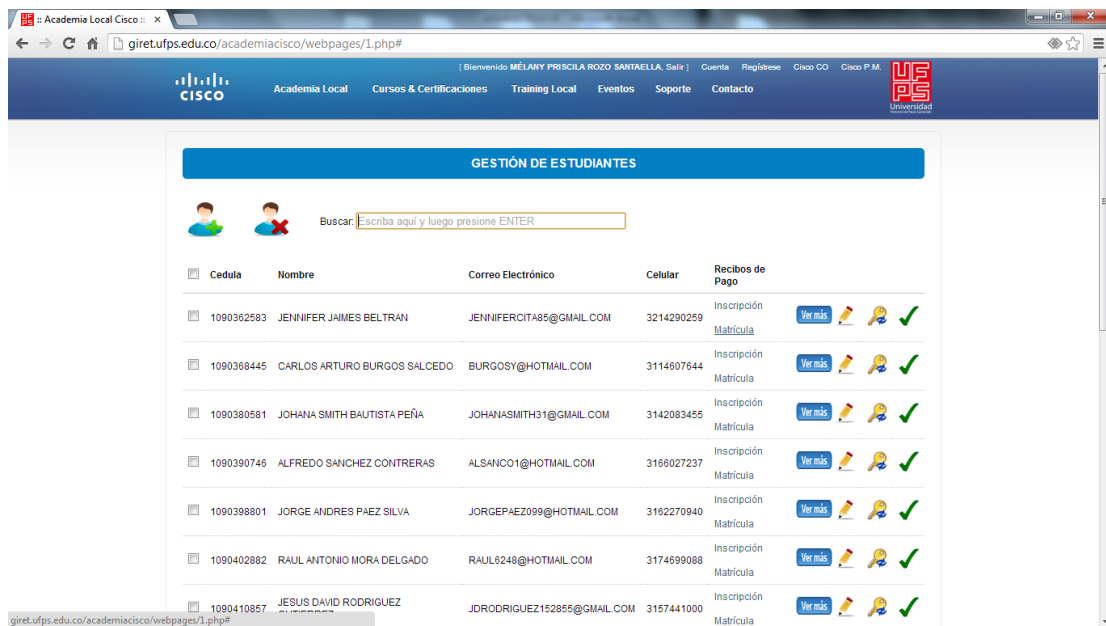 :: Academia Local Cisco ::
giret.ufps.edu.co/academiacisco/webpages/1.php#
[ Bienvenido MÉLANY PRISCILA ROZO SANTAELLA, Salir ] Cuenta Regístrese Cisco CO Cisco P.M.
CISCO
Academia Local Cursos & Certificaciones Training Local Eventos Soporte Contacto
UFPS
Universidad
GESTIÓN DE ESTUDIANTES
Buscar: Escriba aquí y luego presione ENTER
Cedula Nombre Correo Electrónico Celular Recibos de
Pago
Inscripción
1090362583 JENNIFER JAIMES BELTRAN JENNIFERCITA85@GMAIL.COM 3214290259 Ver más
Matrícula
Inscripción
1090368445 CARLOS ARTURO BURGOS SALCEDO BURGOSY@HOTMAIL.COM 3114607644 Ver más
Matrícula
Inscripción
1090380581 JOHANA SMITH BAUTISTA PEÑA JOHANASMITH31@GMAIL.COM 3142083455 Ver más
Matrícula
Inscripción
1090390746 ALFREDO SANCHEZ CONTRERAS ALSANCO1@HOTMAIL.COM 3166027237 Ver más
Matrícula
Inscripción
1090398801 JORGE ANDRES PAEZ SILVA JORGEPAEZ099@HOTMAIL.COM 3162270940 Ver más
Matrícula
Inscripción
1090402882 RAUL ANTONIO MORA DELGADO RAUL6248@HOTMAIL.COM 3174699088 Ver más
Matrícula
Inscripción
1090410857 JESUS DAVID RODRIGUEZ JDRODRIGUEZ152855@GMAIL.COM 3157441000 Ver más
Matrícula
giret.ufps.edu.co/academiacisco/webpages/1.php#